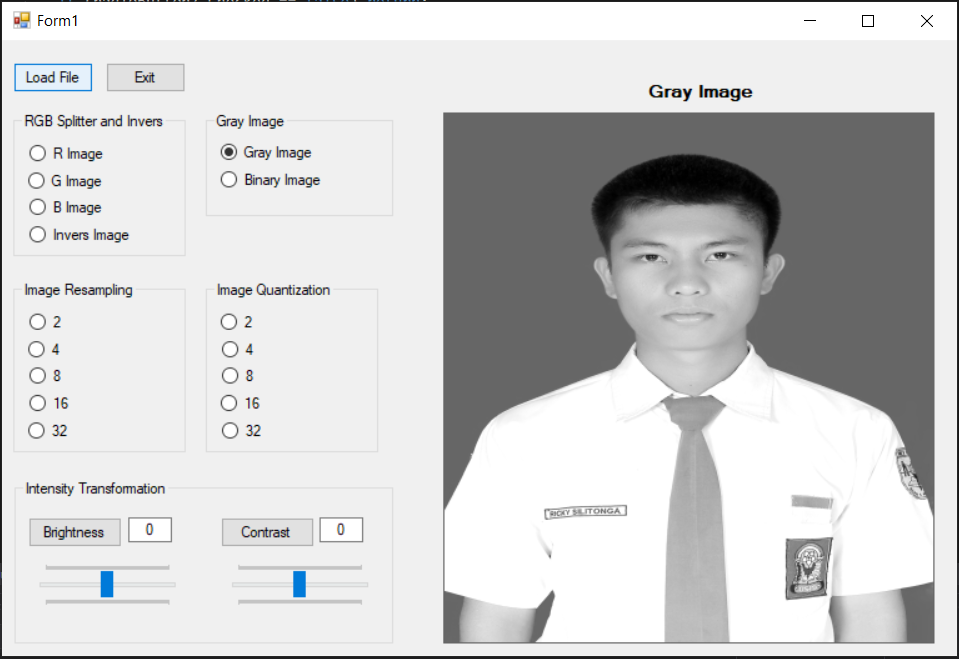 Form1
Load File
Exit
Gray Image
RGB Splitter and Invers
R Image
G Image
B Image
Invers Image
Gray Image
Gray Image
Binary Image
Image Resampling
2
4
8
16
32
Image Quantization
2
4
8
16
32
Intensity Transformation
Brightness
0
Contrast
0
RICKY SILITONGA